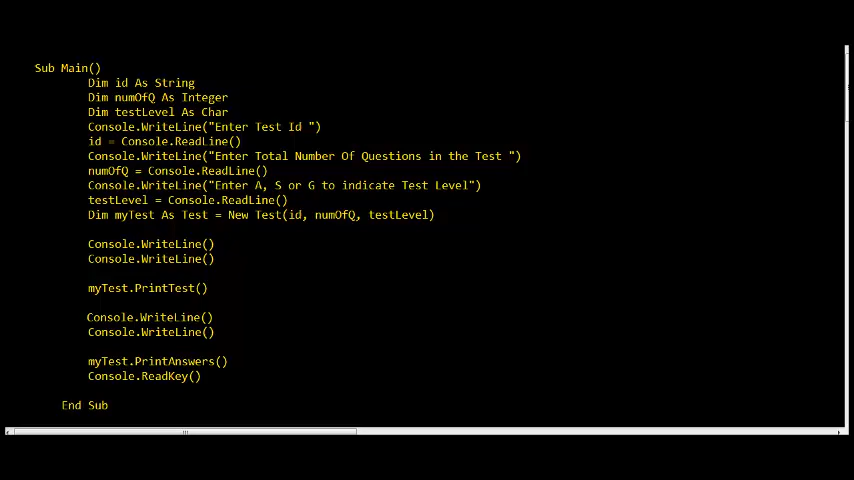 Sub Main()
Dim id As String
Dim numOfQ As Integer
Dim testLevel As Char
Console.WriteLine("Enter Test Id ")
id = Console.ReadLine()
Console.WriteLine("Enter Total Number Of Questions in the Test ")
numOfQ = Console.ReadLine()
Console.WriteLine("Enter A, S or G to indicate Test Level")
testLevel = Console.ReadLine()
Dim myTest As Test = New Test(id, numOfQ, testLevel)
Console.WriteLine()
Console.WriteLine()
myTest.PrintTest()
Console.WriteLine()
Console.WriteLine()
myTest.PrintAnswers()
Console.ReadKey()
End Sub